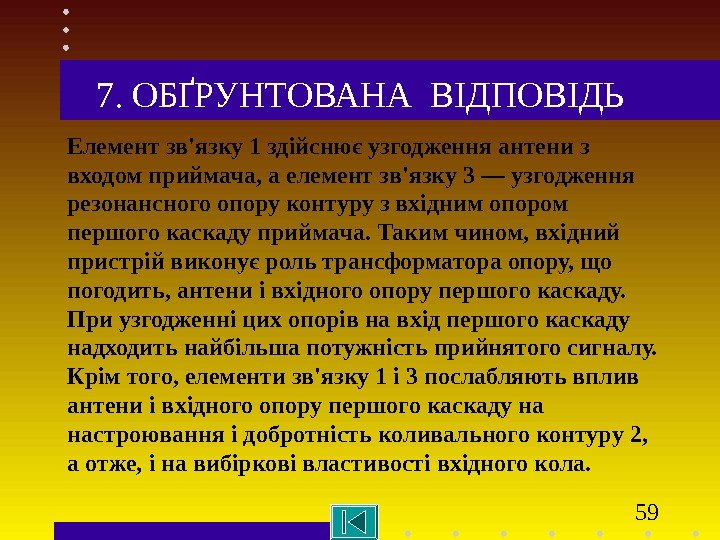 7. ОБҐРУНТОВАНА ВІДПОВІДЬ
Елемент зв'язку 1 здійснює узгодження антени з
входом приймача, а елемент зв'язку 3 — узгодження
резонансного опору контуру з вхідним опором
першого каскаду приймача. Таким чином, вхідний
пристрій виконує роль трансформатора опору, що
погодить, антени і вхідного опору першого каскаду.
При узгодженні цих опорів на вхід першого каскаду
надходить найбільша потужність прийнятого сигналу.
Крім того, елементи зв'язку 1 і 3 послабляють вплив
антени і вхідного опору першого каскаду на
настроювання і добротність коливального контуру 2,
а отже, і на вибіркові властивості вхідного кола.
59